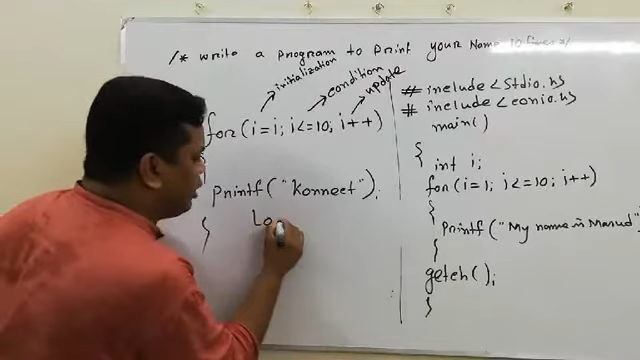 /* write a program to print your Name 10 times */
initialization
condition
update
for(i=i; i<=10; i++)
printf("Konneet");
Lo
}
# include <stdio.h>
# include <conio.h>
main()
{
int i;
for(i=1; i<=10; i++)
{
printf("My name is Masud"
}
getch();
}